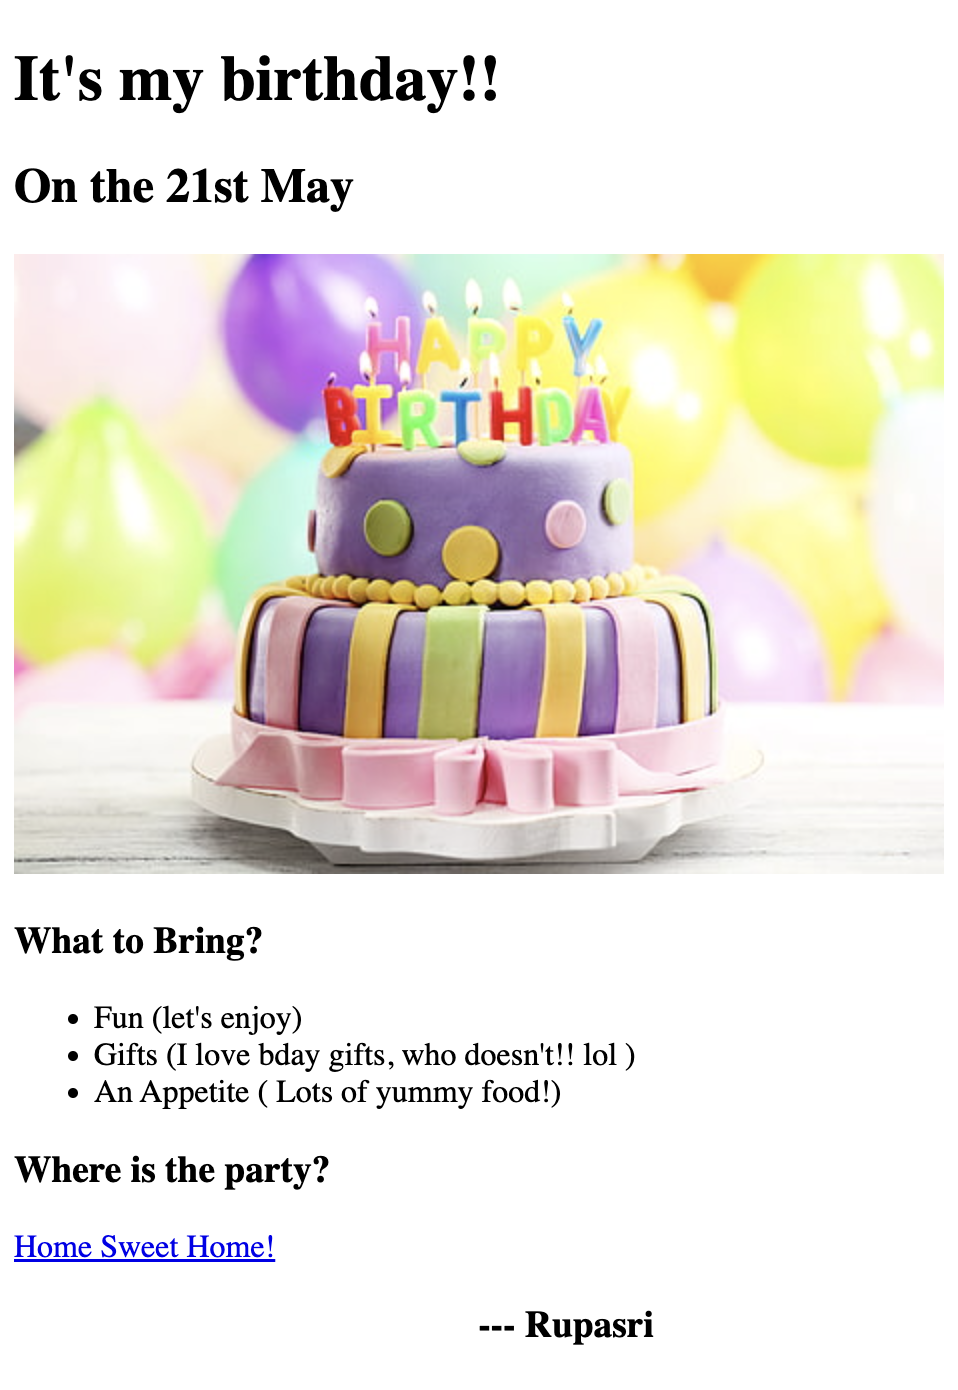 It's my birthday!!
On the 21st May
HAPPY
BIRTHDAY
What to Bring?
Fun (let's enjoy)
Gifts (I love bday gifts, who doesn't!! lol )
An Appetite ( Lots of yummy food!)
Where is the party?
Home Sweet Home!
--- Rupasri